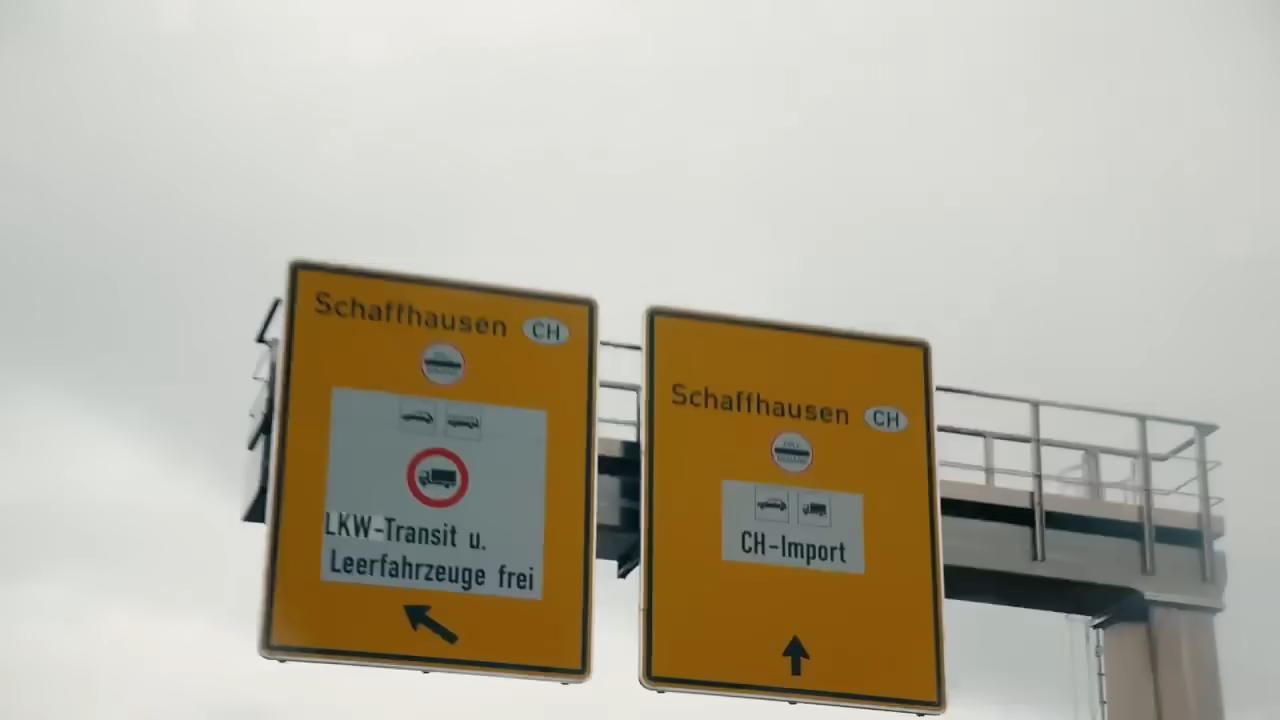 Schaffhausen CH
LKW-Transit u.
Leerfahrzeuge frei
Schaffhausen CH
CH-Import